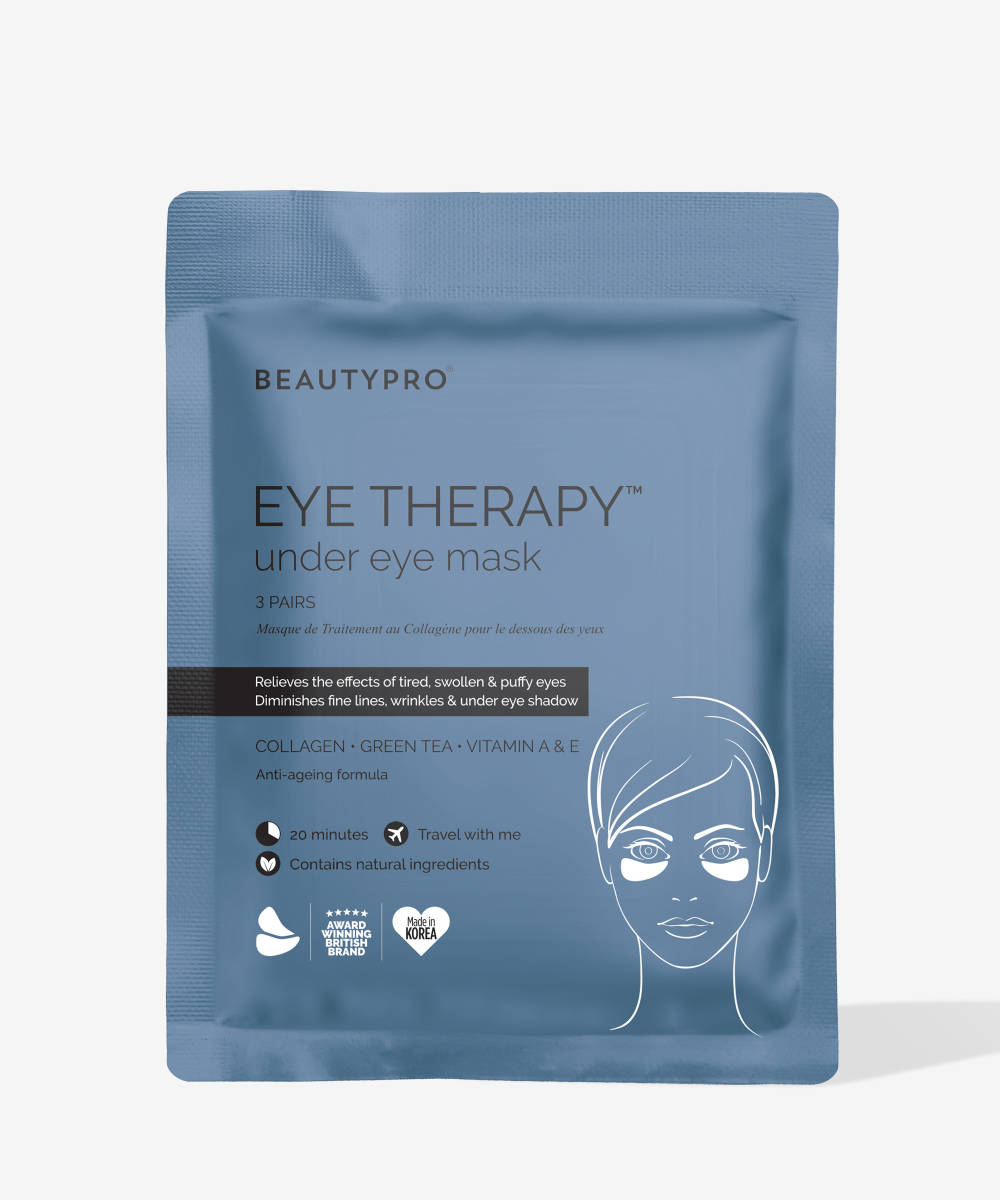 BEAUTYPRO®
EYE THERAPY™
under eye mask
3 PAIRS
Masque de Traitement au Collagéne pour le dessous des yeux
Relieves the effects of tired, swollen & puffy eyes
Diminishes fine lines, wrinkles & under eye shadow
COLLAGEN • GREEN TEA • VITAMIN A & E
Anti-ageing formula
20 minutes Travel with me
Contains natural ingredients
AWARD
WINNING
BRITISH
BRAND
Made in
KOREA